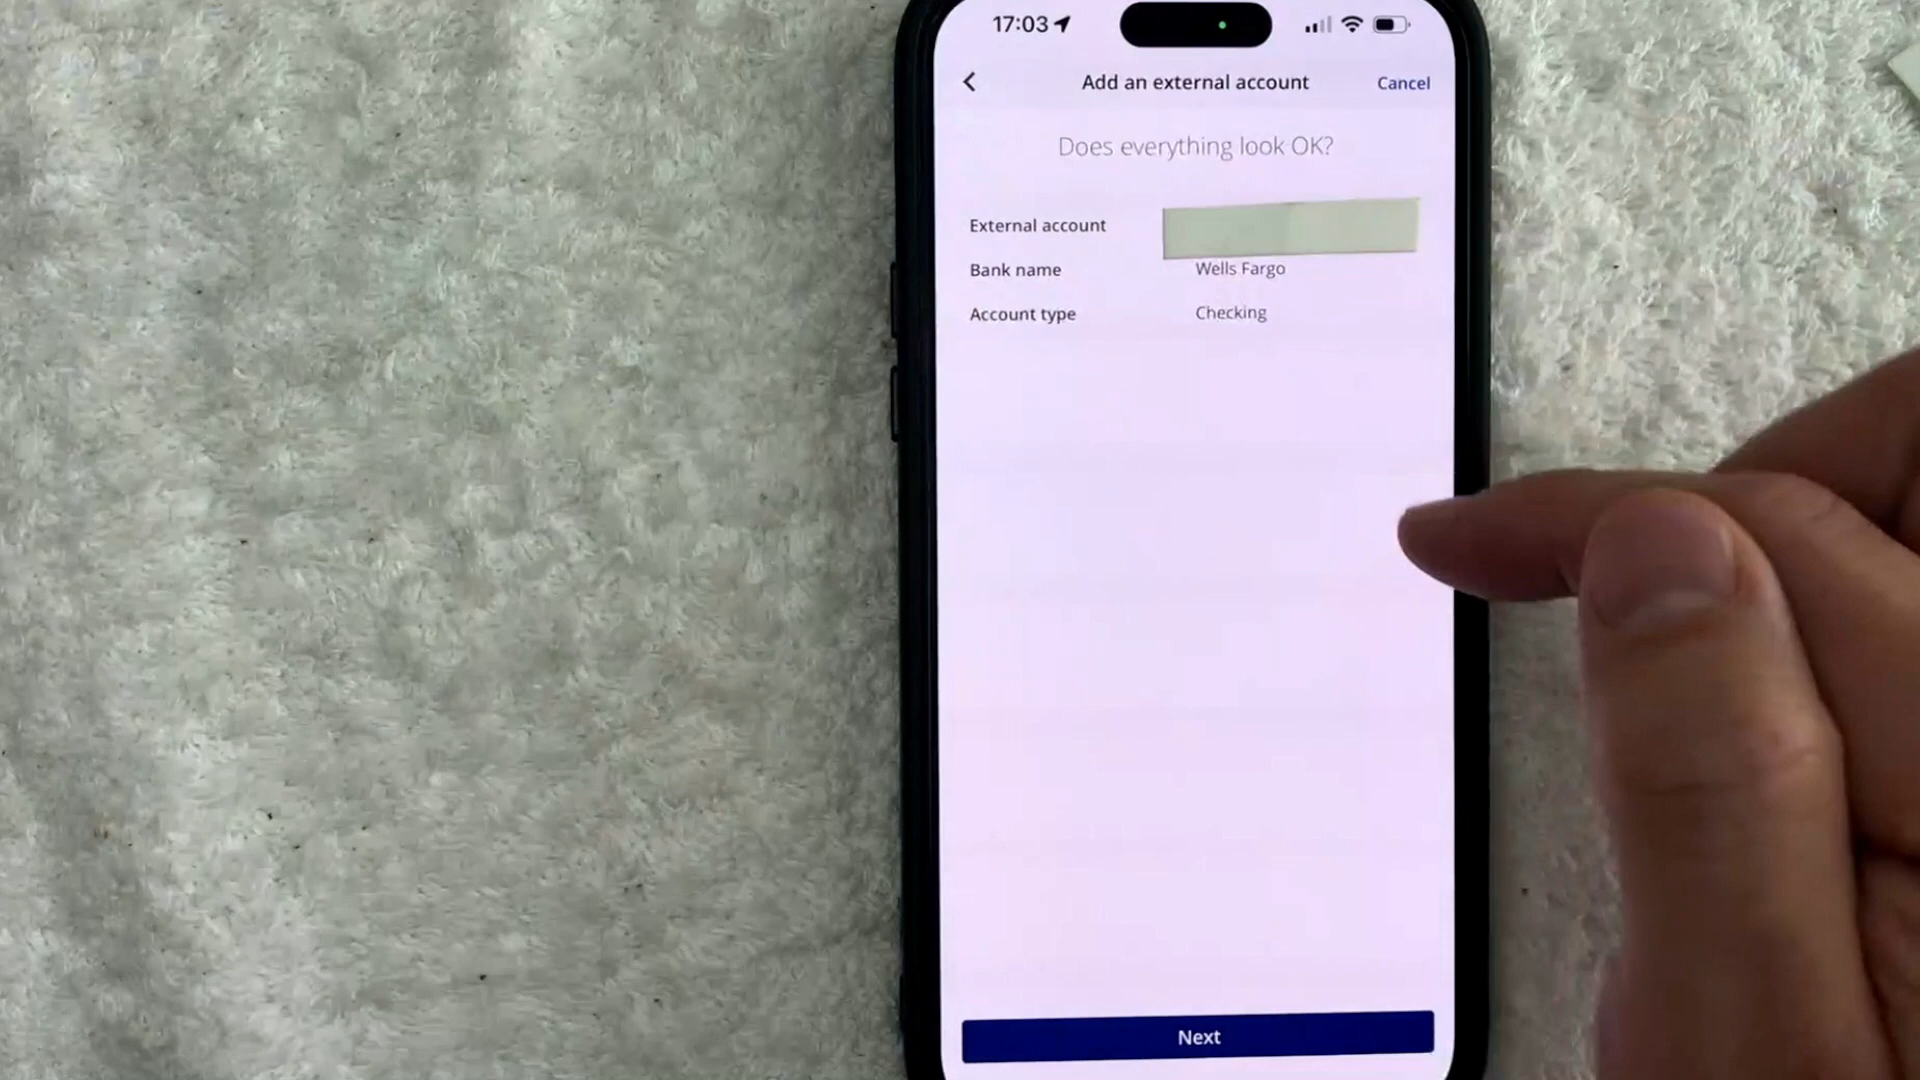 17:03
Add an external account Cancel
Does everything look OK?
External account
Bank name Wells Fargo
Account type Checking
Next